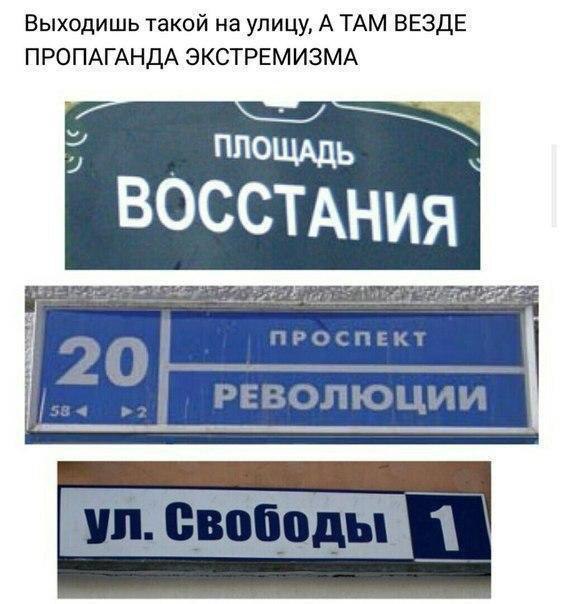 Выходишь такой на улицу, А ТАМ ВЕЗДЕ
ПРОПАГАНДА ЭКСТРЕМИЗМА
ПЛОЩАДЬ
ВОССТАНИЯ
20
ПРОСПЕКТ
58 ◄ ►2
РЕВОЛЮЦИИ
ул. Свободы 1